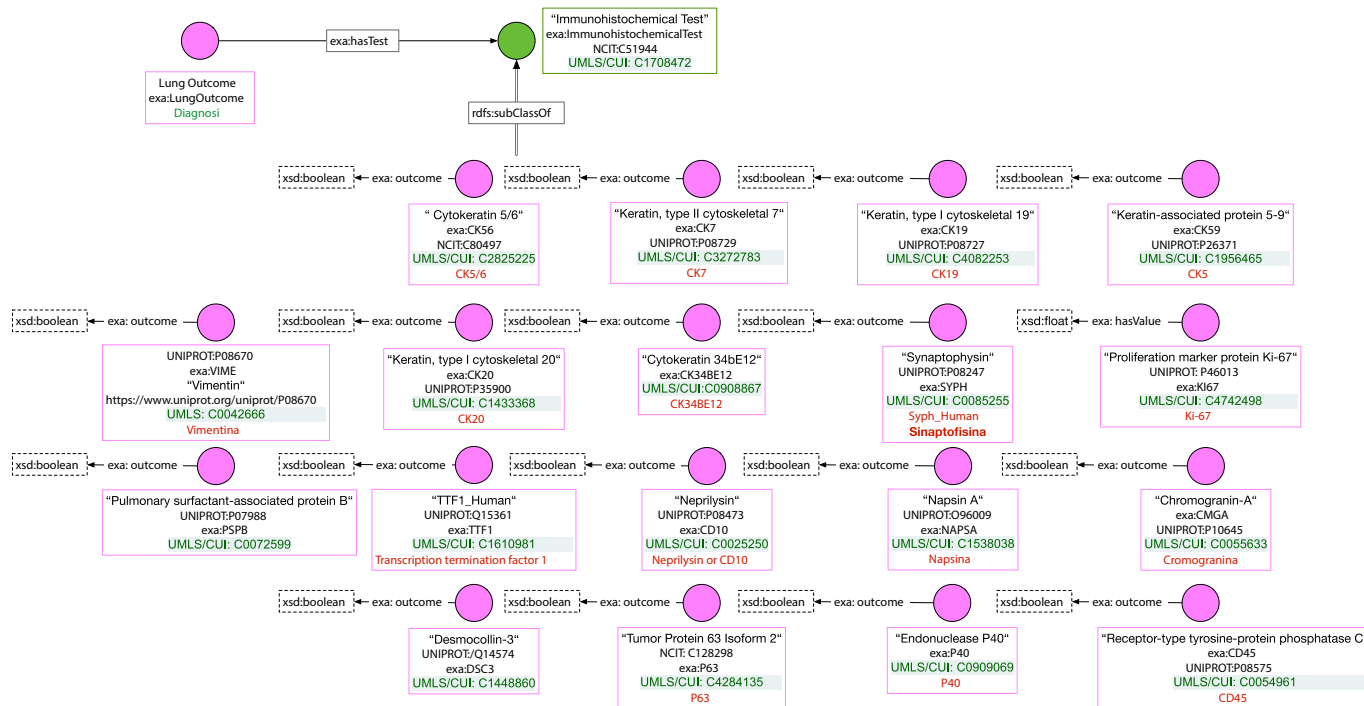 exa:hasTest
“Immunohistochemical Test”
exa:ImmunohistochemicalTest
NCIT:C51944
UMLS/CUI: C1708472
Lung Outcome
exa:LungOutcome
Diagnosi
rdfs:subClassOf
xsd:boolean
exa: outcome
“ Cytokeratin 5/6“
exa:CK56
NCIT:C80497
UMLS/CUI: C2825225
CK5/6
xsd:boolean
exa: outcome
“Keratin, type II cytoskeletal 7“
exa:CK7
UNIPROT:P08729
UMLS/CUI: C3272783
CK7
xsd:boolean
exa: outcome
“Keratin, type I cytoskeletal 19“
exa:CK19
UNIPROT:P08727
UMLS/CUI: C4082253
CK19
xsd:boolean
exa: outcome
“Keratin-associated protein 5-9“
exa:CK59
UNIPROT:P26371
UMLS/CUI: C1956465
CK5
xsd:boolean
exa: outcome
UNIPROT:P08670
exa:VIME
“Vimentin“
https://www.uniprot.org/uniprot/P08670
UMLS: C0042666
Vimentina
xsd:boolean
exa: outcome
“Keratin, type I cytoskeletal 20“
exa:CK20
UNIPROT:P35900
UMLS/CUI: C1433368
CK20
xsd:boolean
exa: outcome
“Cytokeratin 34bE12“
exa:CK34BE12
UMLS/CUI:C0908867
CK34BE12
xsd:boolean
exa: outcome
“Synaptophysin“
UNIPROT:P08247
exa:SYPH
UMLS/CUI: C0085255
Syph_Human
Sinaptofisina
xsd:float
exa: hasValue
“Proliferation marker protein Ki-67“
UNIPROT: P46013
exa:KI67
UMLS/CUI: C4742498
Ki-67
xsd:boolean
exa: outcome
“Pulmonary surfactant-associated protein B“
UNIPROT:P07988
exa:PSPB
UMLS/CUI: C0072599
xsd:boolean
exa: outcome
“TTF1_Human“
UNIPROT:Q15361
exa:TTF1
UMLS/CUI: C1610981
Transcription termination factor 1
xsd:boolean
exa: outcome
“Neprilysin“
UNIPROT:P08473
exa:CD10
UMLS/CUI: C0025250
Neprilysin or CD10
xsd:boolean
exa: outcome
“Napsin A“
UNIPROT:O96009
exa:NAPSA
UMLS/CUI: C1538038
Napsina
xsd:boolean
exa: outcome
“Chromogranin-A“
exa:CMGA
UNIPROT:P10645
UMLS/CUI: C0055633
Cromogranina
xsd:boolean
exa: outcome
“Desmocollin-3“
UNIPROT:/Q14574
exa:DSC3
UMLS/CUI: C1448860
xsd:boolean
exa: outcome
“Tumor Protein 63 Isoform 2“
NCIT: C128298
exa:P63
UMLS/CUI: C4284135
P63
xsd:boolean
exa: outcome
“Endonuclease P40“
exa:P40
UMLS/CUI: C0909069
P40
xsd:boolean
exa: outcome
“Receptor-type tyrosine-protein phosphatase C
exa:CD45
UNIPROT:P08575
UMLS/CUI: C0054961
CD45